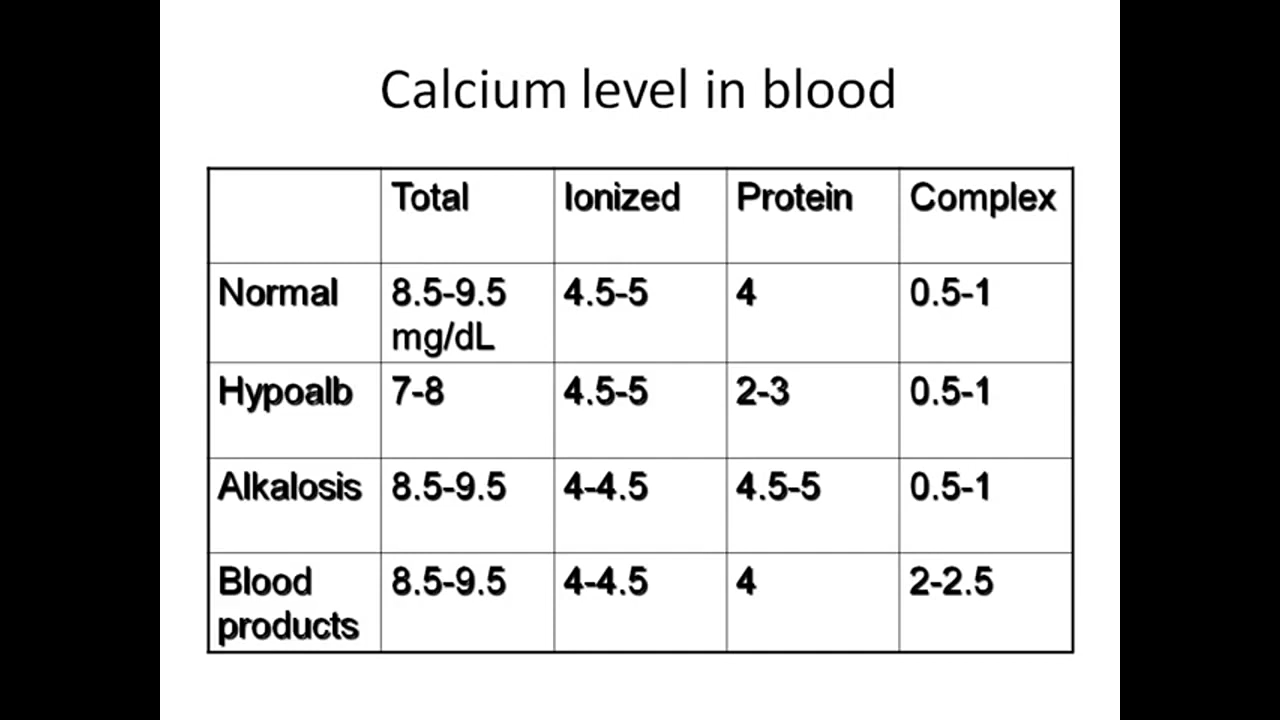 Calcium level in blood
Total Ionized Protein Complex
Normal 8.5-9.5 4.5-5 4 0.5-1
mg/dL
Hypoalb 7-8 4.5-5 2-3 0.5-1
Alkalosis 8.5-9.5 4-4.5 4.5-5 0.5-1
Blood 8.5-9.5 4-4.5 4 2-2.5
products